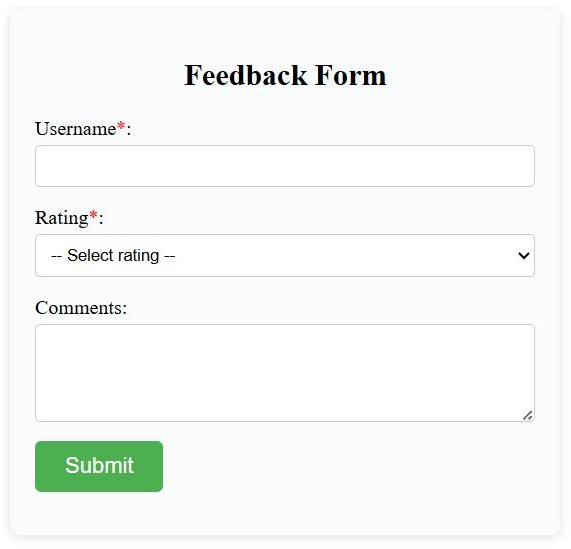 Feedback Form
Username*:
Rating*:
-- Select rating --
Comments:
Submit